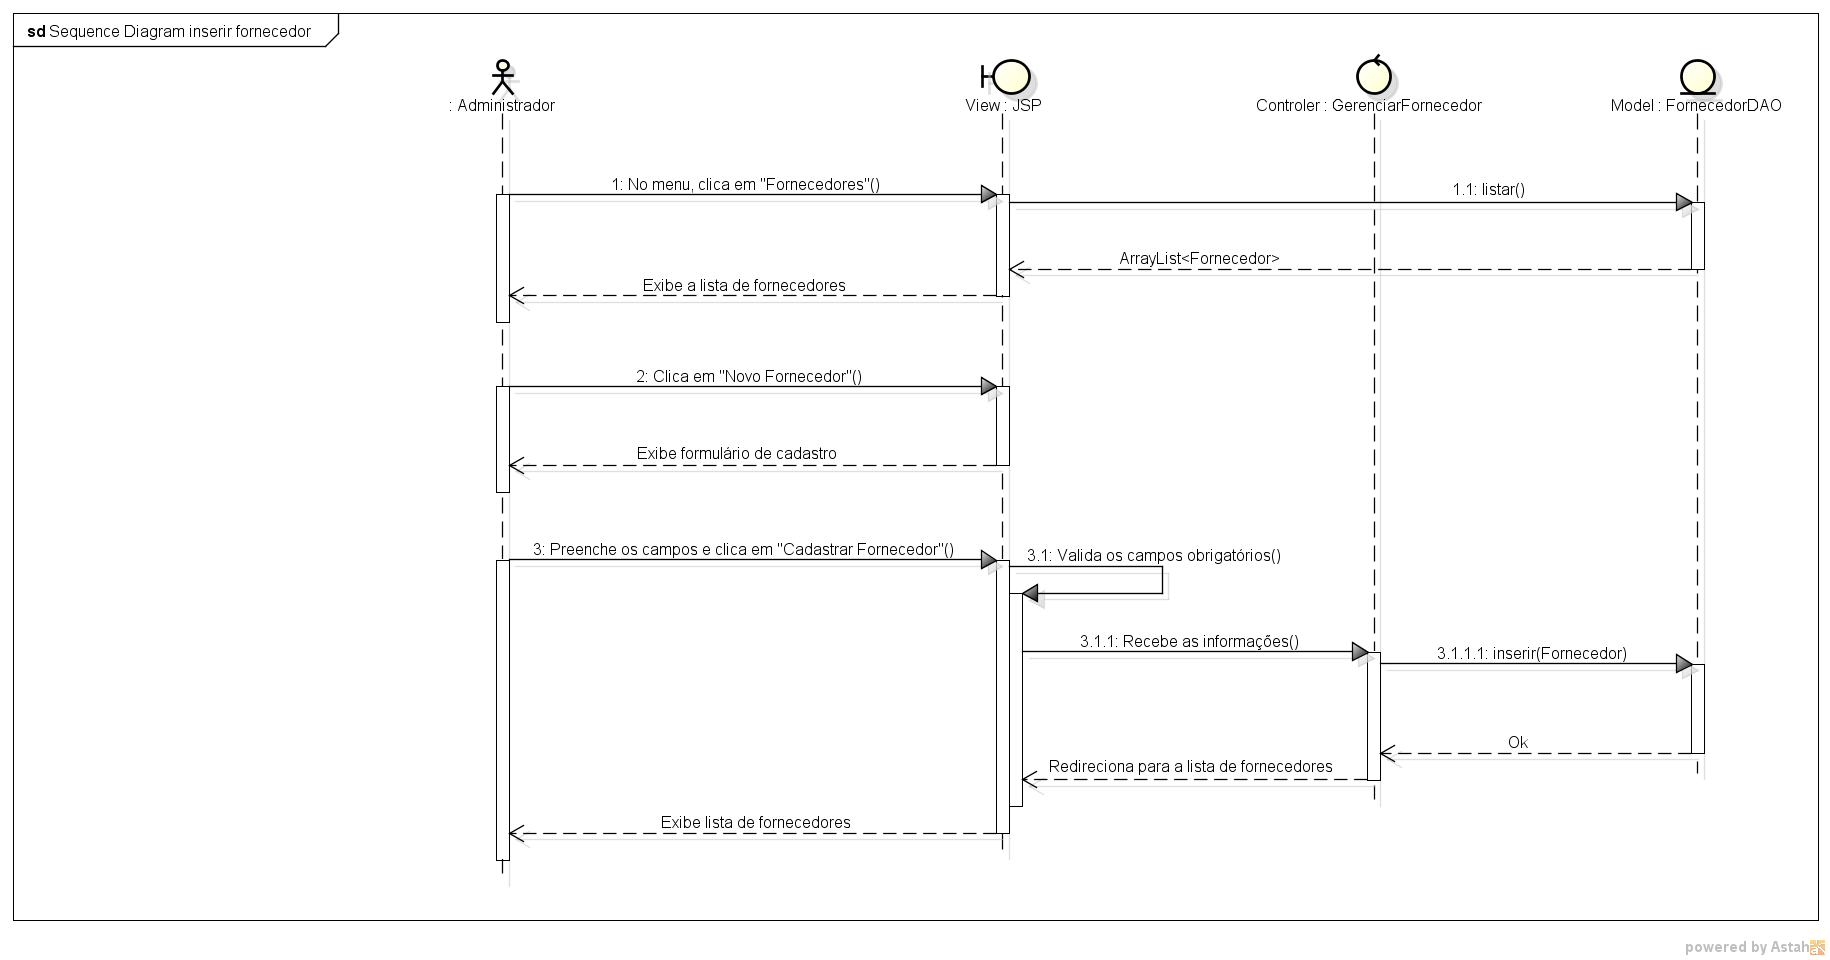 sd Sequence Diagram inserir fornecedor
: Administrador
View : JSP
Controler : GerenciarFornecedor
Model : FornecedorDAO
1: No menu, clica em "Fornecedores"()
1.1: listar()
ArrayList<Fornecedor>
Exibe a lista de fornecedores
2: Clica em "Novo Fornecedor"()
Exibe formulário de cadastro
3: Preenche os campos e clica em "Cadastrar Fornecedor"()
3.1: Valida os campos obrigatórios()
3.1.1: Recebe as informações()
3.1.1.1: inserir(Fornecedor)
Ok
Redireciona para a lista de fornecedores
Exibe lista de fornecedores
powered by Astah